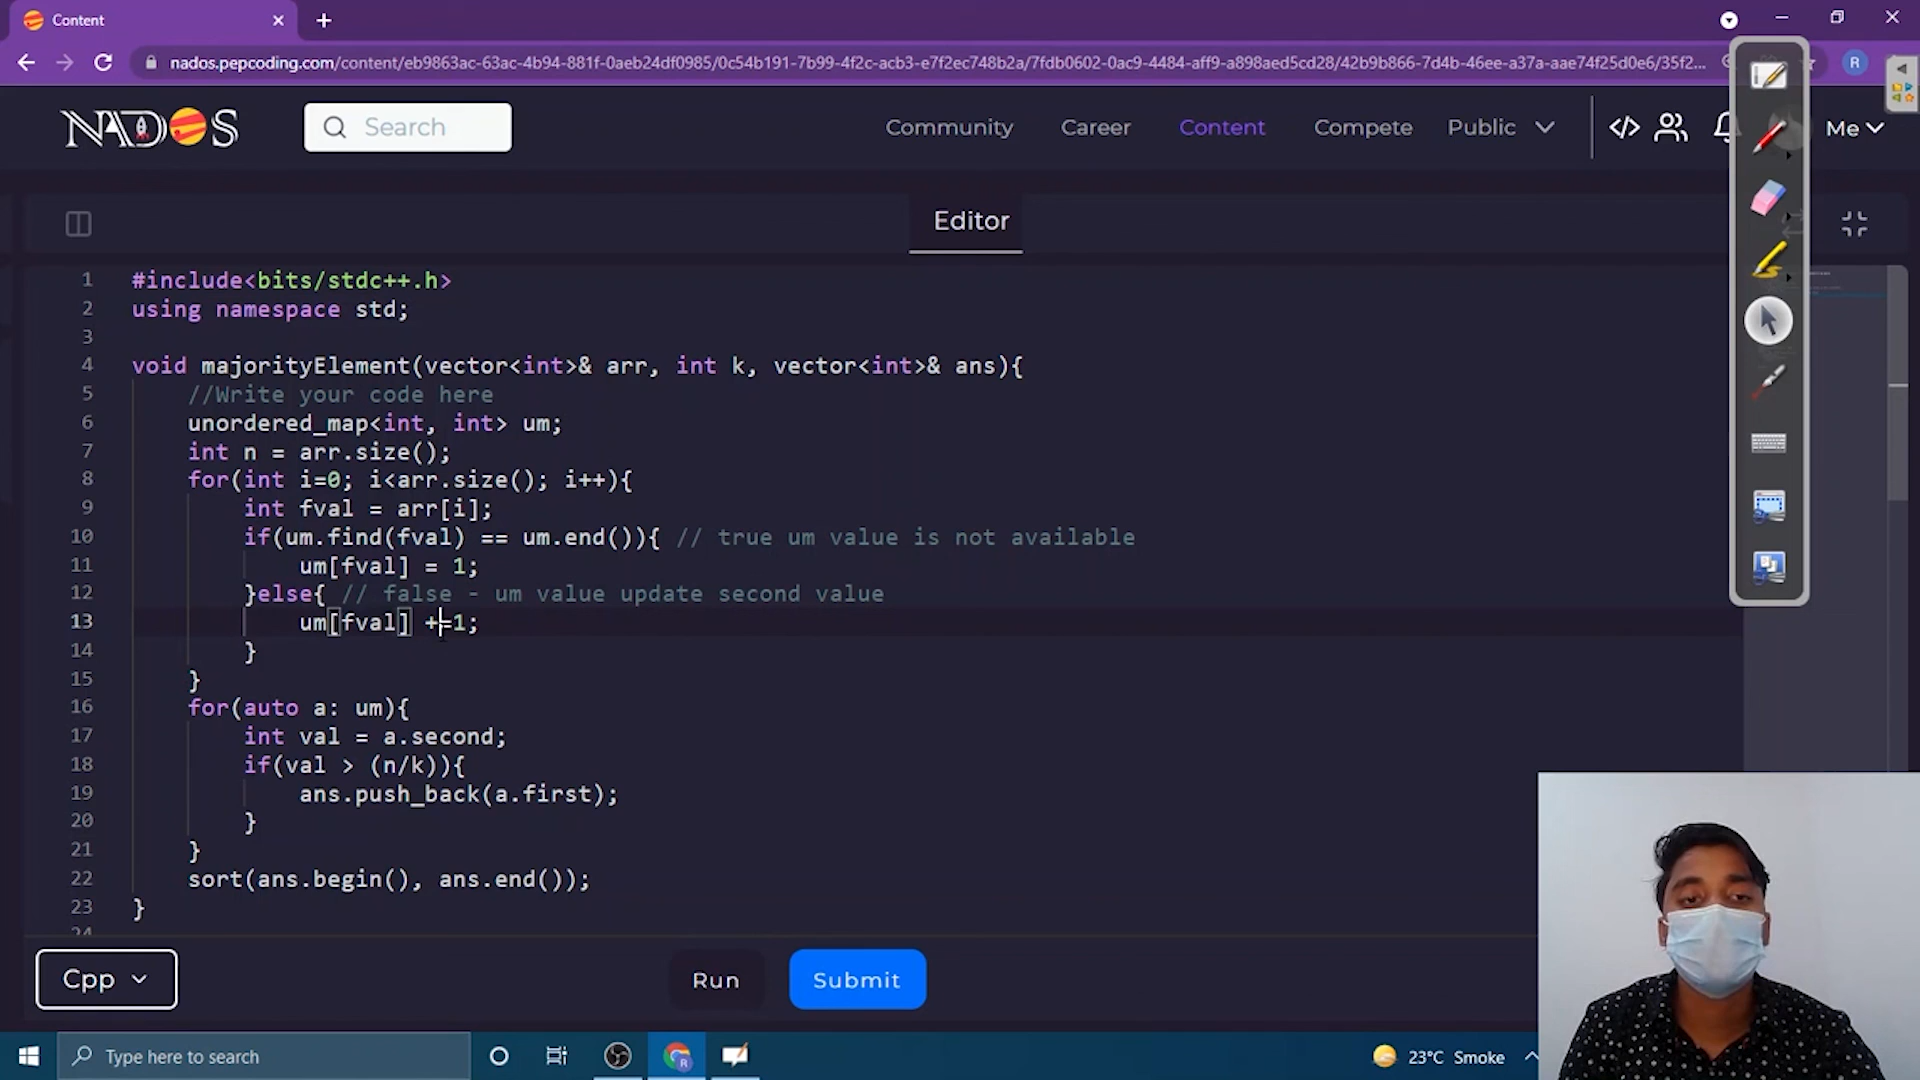 Content
nados.pepcoding.com/content/eb9863ac-63ac-4b94-881f-0aeb24df0985/0c54b191-7b99-4f2c-acb3-e7f2ec748b2a/7fdb0602-0ac9-4484-aff9-a898aed5cd28/42b9b866-7d4b-46ee-a37a-aae74f25d0e6/35f2...
R
NADOS
Search
Community Career Content Compete Public
Me
Editor
1 #include<bits/stdc++.h>
2 using namespace std;
3
4 void majorityElement(vector<int>& arr, int k, vector<int>& ans){
5 //Write your code here
6 unordered_map<int, int> um;
7 int n = arr.size();
8 for(int i=0; i<arr.size(); i++){
9 int fval = arr[i];
10 if(um.find(fval) == um.end()){ // true um value is not available
11 um[fval] = 1;
12 }else{ // false - um value update second value
13 um[fval] +=1;
14 }
15 }
16 for(auto a: um){
17 int val = a.second;
18 if(val > (n/k)){
19 ans.push_back(a.first);
20 }
21 }
22 sort(ans.begin(), ans.end());
23 }
24
Cpp
Run
Submit
Type here to search
23°C Smoke